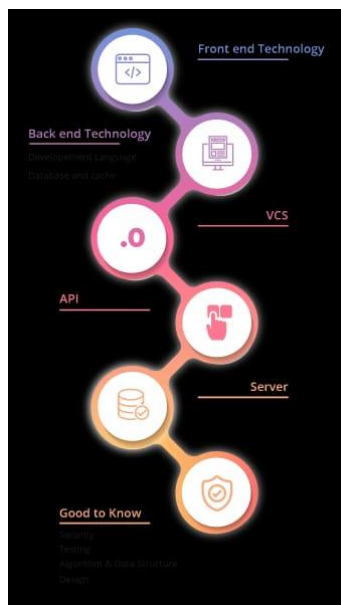 Front end Technology
</>
Back end Technology
Developement Language
Database and cache
VCS
.0
API
Server
Good to Know
Security
Testing
Algorithm & Data Structure
Design